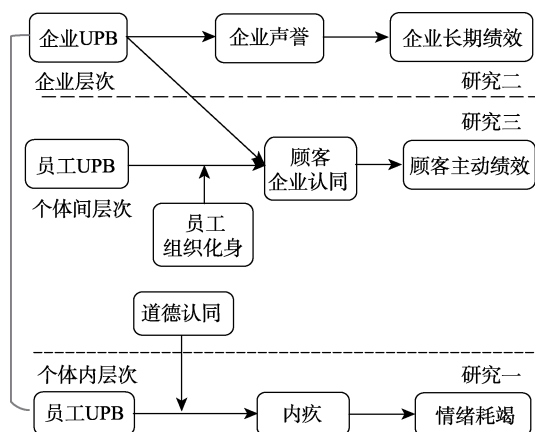 企业UPB
企业声誉
企业长期绩效
企业层次
研究二
研究三
员工UPB
顾客
企业认同
顾客主动绩效
个体间层次
员工
组织化身
道德认同
个体内层次
研究一
员工UPB
内疚
情绪耗竭